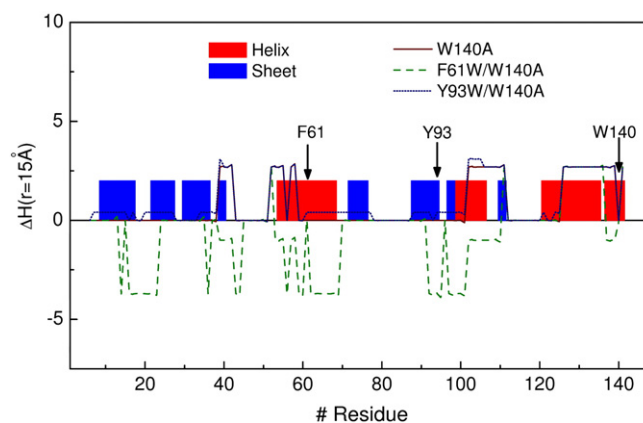 10
5
0
-5
ΔH(r=15Å)
Helix
Sheet
W140A
F61W/W140A
Y93W/W140A
F61
Y93
W140
20 40 60 80 100 120 140
# Residue